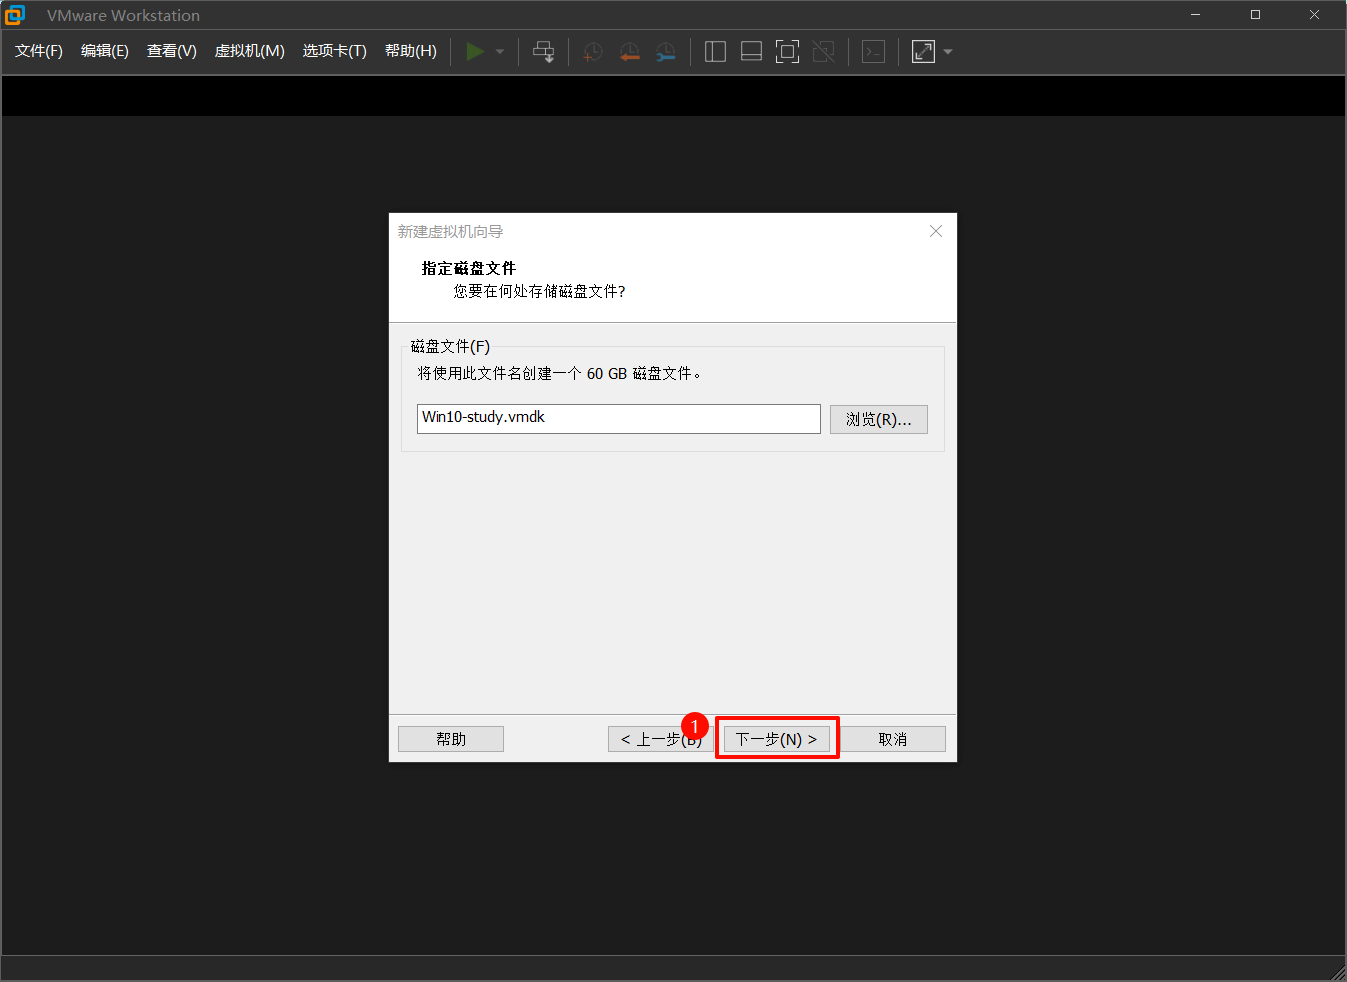 VMware Workstation
文件(F) 编辑(E) 查看(V) 虚拟机(M) 选项卡(T) 帮助(H)
新建虚拟机向导
指定磁盘文件
您要在何处存储磁盘文件?
磁盘文件(F)
将使用此文件名创建一个 60 GB 磁盘文件。
Win10-study.vmdk
浏览(R)...
1
帮助 < 上一步(B) 下一步(N) > 取消